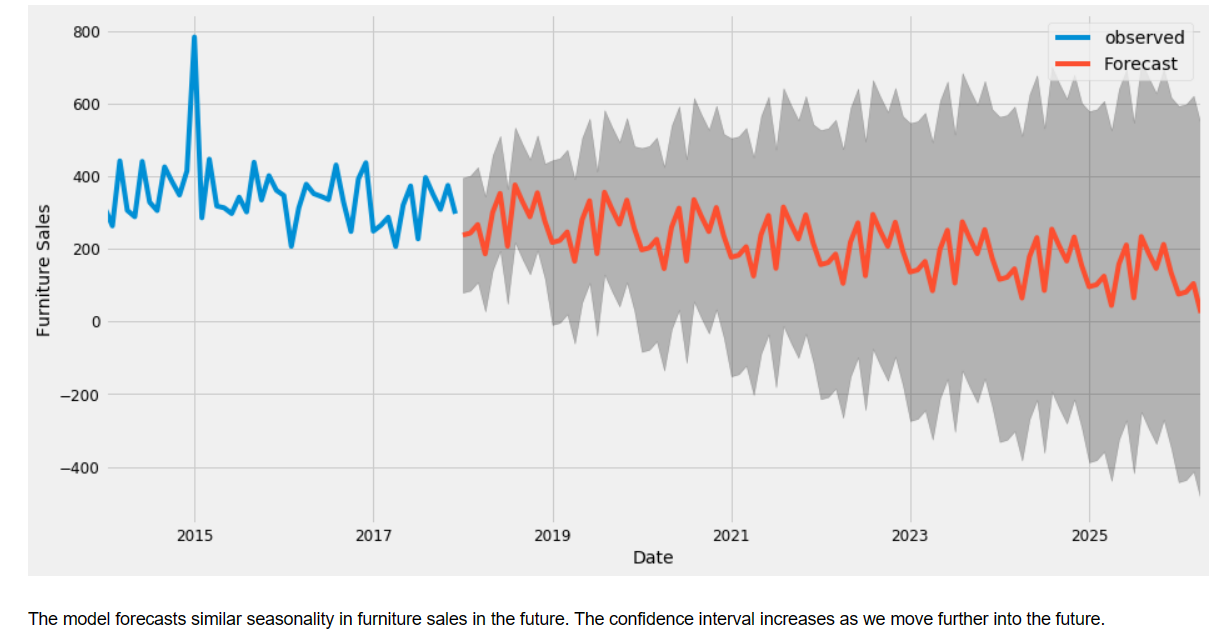 800
600
400
200
0
−200
−400
Furniture Sales
observed
Forecast
2015 2017 2019 2021 2023 2025
Date
The model forecasts similar seasonality in furniture sales in the future. The confidence interval increases as we move further into the future.